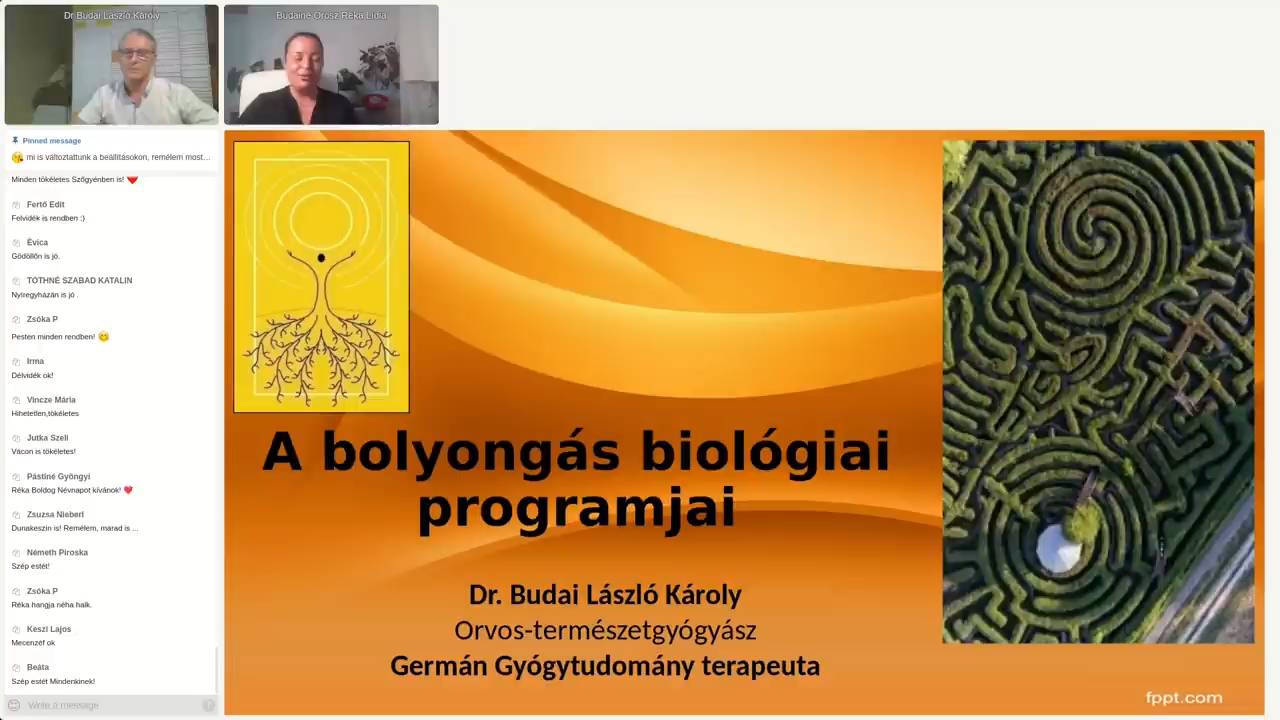 Dr Budai László Károly
Budainé Orosz Réka Lídia
Pinned message
mi is változtattunk a beállításokon, remélem most...
Minden tökéletes Szőgyénben is!
Fertő Edit
Felvidék is rendben :)
Évica
Gödöllőn is jó.
TÓTHNÉ SZABAD KATALIN
Nyíregyházán is jó .
Zsóka P
Pesten minden rendben!
Irma
Délvidék ok!
Vincze Mária
Hihetetlen,tökéletes
Jutka Szeli
Vácon is tökéletes!
Pástiné Gyöngyi
Réka Boldog Névnapot kívánok!
Zsuzsa Nieberl
Dunakeszin is! Remélem, marad is ...
Németh Piroska
Szép estét!
Zsóka P
Réka hangja néha halk.
Keszi Lajos
Mecenzéf ok
Beáta
Szép estét Mindenkinek!
Write a message
A bolyongás biológiai
programjai
Dr. Budai László Károly
Orvos-természetgyógyász
Germán Gyógytudomány terapeuta
fppt.com